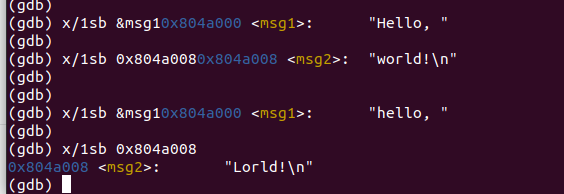 (gdb)
(gdb) x/1sb &msg10x804a000 <msg1>:      "Hello, "
(gdb)
(gdb) x/1sb 0x804a0080x804a008 <msg2>:  "world!\n"
(gdb)
(gdb)
(gdb) x/1sb &msg10x804a000 <msg1>:      "hello, "
(gdb)
(gdb) x/1sb 0x804a008
0x804a008 <msg2>:       "Lorld!\n"
(gdb)